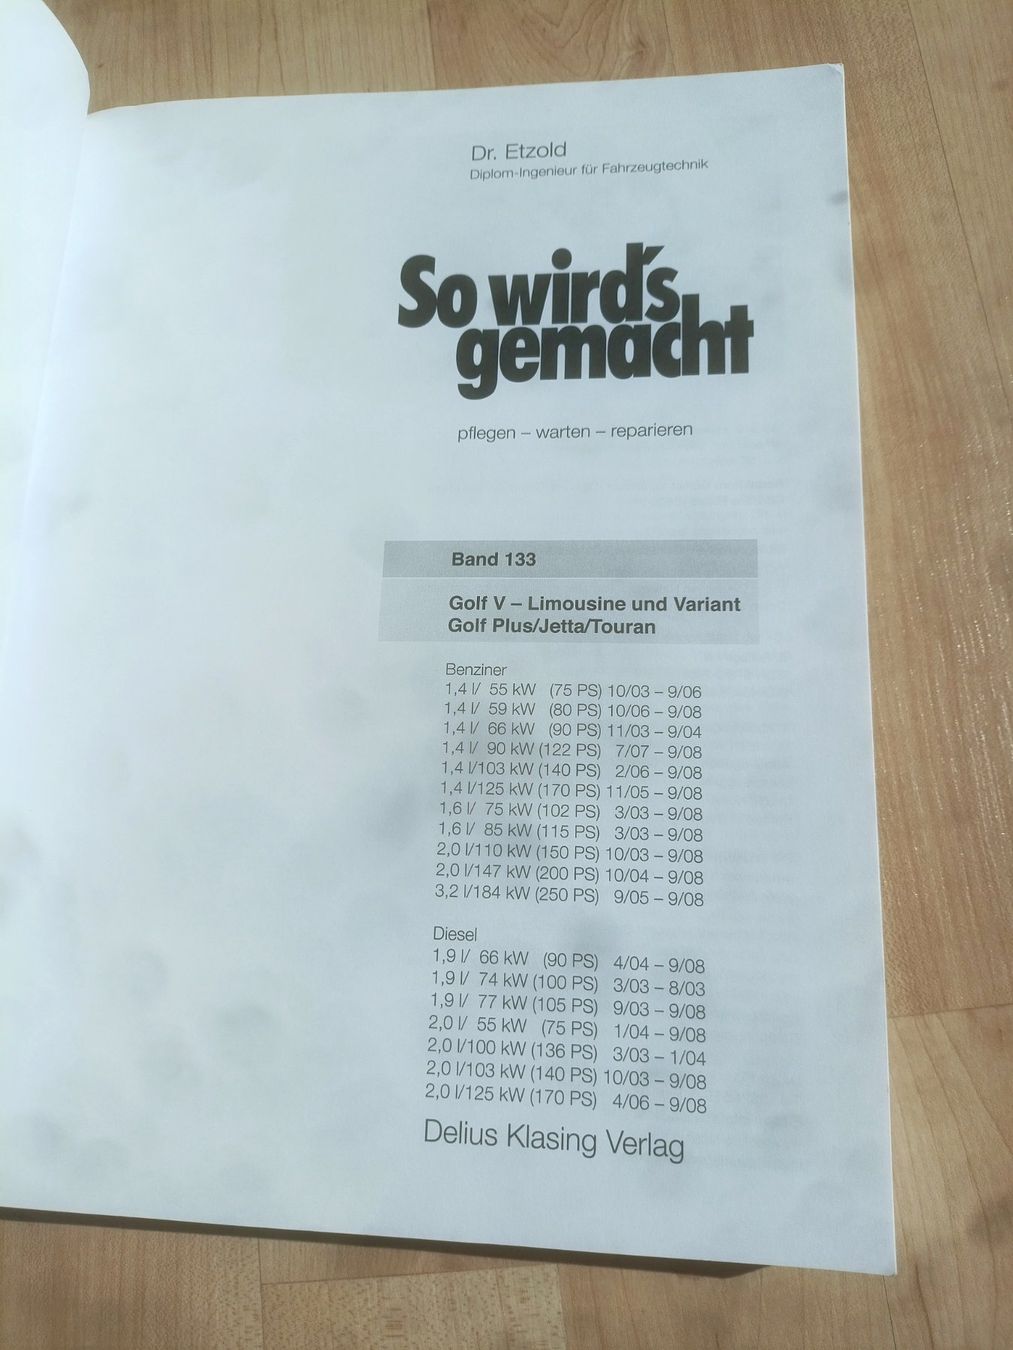 Dr. Etzold
Diplom-Ingenieur für Fahrzeugtechnik
So wird's
gemacht
pflegen – warten – reparieren
Band 133
Golf V – Limousine und Variant
Golf Plus/Jetta/Touran
Benziner
1,4 l/ 55 kW (75 PS) 10/03 – 9/06
1,4 l/ 59 kW (80 PS) 10/06 – 9/08
1,4 l/ 66 kW (90 PS) 11/03 – 9/04
1,4 l/ 90 kW (122 PS) 7/07 – 9/08
1,4 l/103 kW (140 PS) 2/06 – 9/08
1,4 l/125 kW (170 PS) 11/05 – 9/08
1,6 l/ 75 kW (102 PS) 3/03 – 9/08
1,6 l/ 85 kW (115 PS) 3/03 – 9/08
2,0 l/110 kW (150 PS) 10/03 – 9/08
2,0 l/147 kW (200 PS) 10/04 – 9/08
3,2 l/184 kW (250 PS) 9/05 – 9/08
Diesel
1,9 l/ 66 kW (90 PS) 4/04 – 9/08
1,9 l/ 74 kW (100 PS) 3/03 – 8/03
1,9 l/ 77 kW (105 PS) 9/03 – 9/08
2,0 l/ 55 kW (75 PS) 1/04 – 9/08
2,0 l/100 kW (136 PS) 3/03 – 1/04
2,0 l/103 kW (140 PS) 10/03 – 9/08
2,0 l/125 kW (170 PS) 4/06 – 9/08
Delius Klasing Verlag